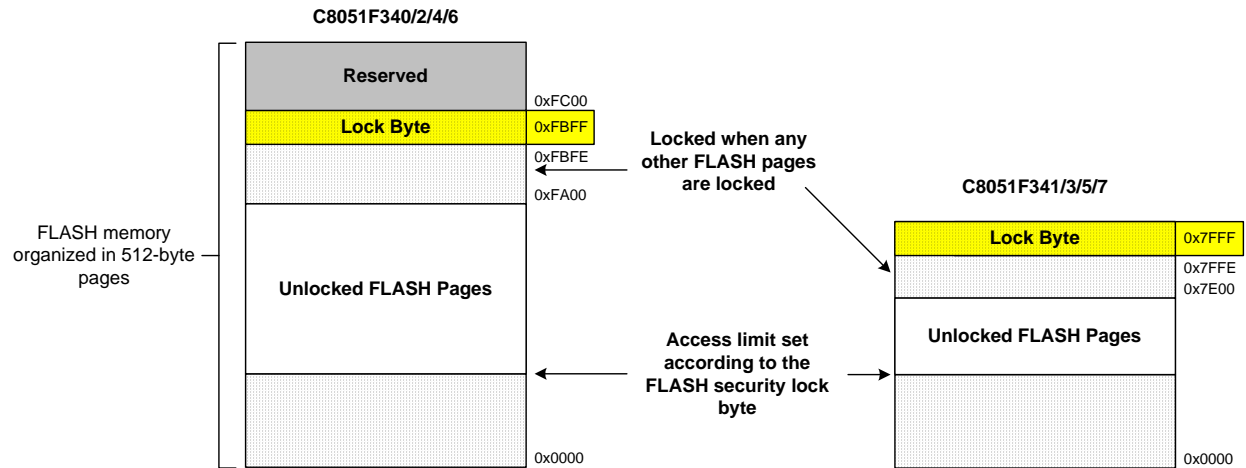 C8051F340/2/4/6
Reserved
0xFC00
Lock Byte
0xFBFF
0xFBFE
0xFA00
FLASH memory
organized in 512-byte
pages
Unlocked FLASH Pages
0x0000
Locked when any
other FLASH pages
are locked
Access limit set
according to the
FLASH security lock
byte
C8051F341/3/5/7
Lock Byte
0x7FFF
0x7FFE
0x7E00
Unlocked FLASH Pages
0x0000